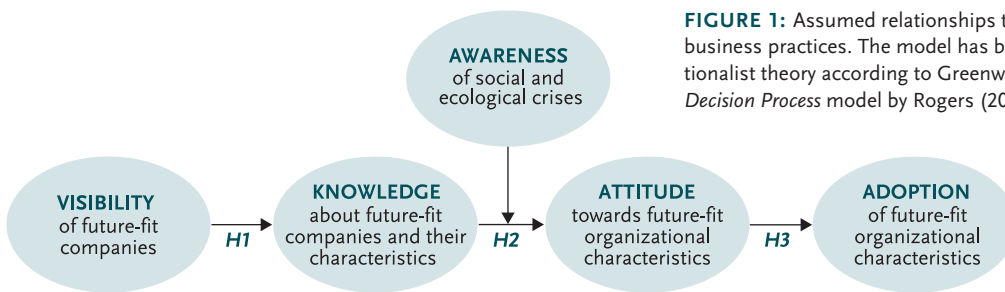 FIGURE 1: Assumed relationships t
business practices. The model has b
tionalist theory according to Greenw
Decision Process model by Rogers (20
AWARENESS
of social and
ecological crises
VISIBILITY
of future-fit
companies
H1
KNOWLEDGE
about future-fit
companies and their
characteristics
H2
ATTITUDE
towards future-fit
organizational
characteristics
H3
ADOPTION
of future-fit
organizational
characteristics